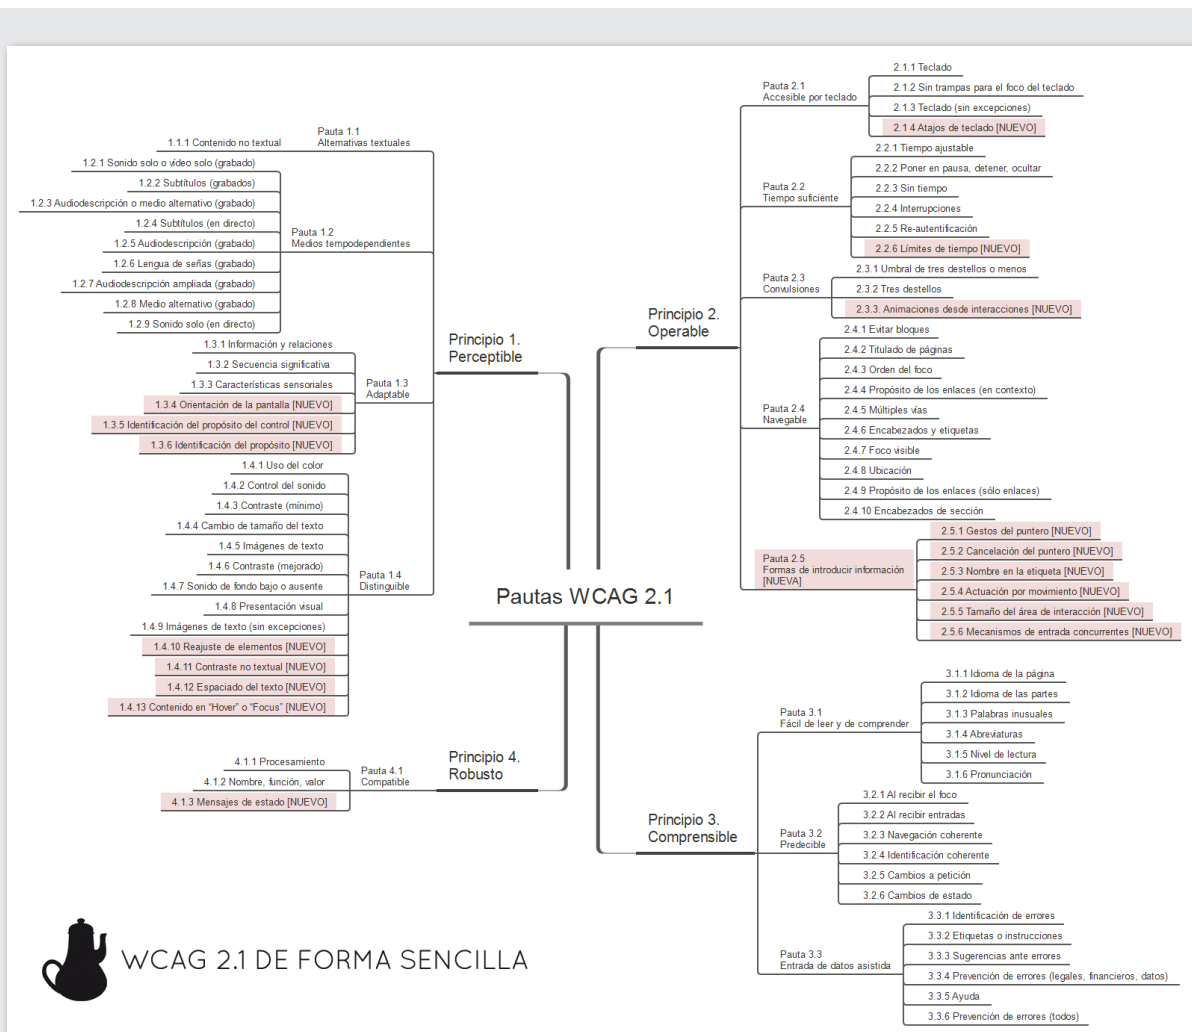 Pautas WCAG 2.1
Principio 1.
Perceptible
Pauta 1.1
Alternativas textuales
1.1.1 Contenido no textual
Pauta 1.2
Medios tempodependientes
1.2.1 Sonido solo o vídeo solo (grabado)
1.2.2 Subtítulos (grabados)
1.2.3 Audiodescripción o medio alternativo (grabado)
1.2.4 Subtítulos (en directo)
1.2.5 Audiodescripción (grabado)
1.2.6 Lengua de señas (grabado)
1.2.7 Audiodescripción ampliada (grabado)
1.2.8 Medio alternativo (grabado)
1.2.9 Sonido solo (en directo)
Pauta 1.3
Adaptable
1.3.1 Información y relaciones
1.3.2 Secuencia significativa
1.3.3 Características sensoriales
1.3.4 Orientación de la pantalla [NUEVO]
1.3.5 Identificación del propósito del control [NUEVO]
1.3.6 Identificación del propósito [NUEVO]
Pauta 1.4
Distinguible
1.4.1 Uso del color
1.4.2 Control del sonido
1.4.3 Contraste (mínimo)
1.4.4 Cambio de tamaño del texto
1.4.5 Imágenes de texto
1.4.6 Contraste (mejorado)
1.4.7 Sonido de fondo bajo o ausente
1.4.8 Presentación visual
1.4.9 Imágenes de texto (sin excepciones)
1.4.10 Reajuste de elementos [NUEVO]
1.4.11 Contraste no textual [NUEVO]
1.4.12 Espaciado del texto [NUEVO]
1.4.13 Contenido en "Hover" o "Focus" [NUEVO]
Principio 2.
Operable
Pauta 2.1
Accesible por teclado
2.1.1 Teclado
2.1.2 Sin trampas para el foco del teclado
2.1.3 Teclado (sin excepciones)
2.1 4 Atajos de teclado [NUEVO]
Pauta 2.2
Tiempo suficiente
2.2.1 Tiempo ajustable
2.2.2 Poner en pausa, detener, ocultar
2.2.3 Sin tiempo
2.2.4 Interrupciones
2.2.5 Re-autentificación
2.2.6 Límites de tiempo [NUEVO]
Pauta 2.3
Convulsiones
2.3.1 Umbral de tres destellos o menos
2.3.2 Tres destellos
2.3.3. Animaciones desde interacciones [NUEVO]
Pauta 2.4
Navegable
2.4.1 Evitar bloques
2.4.2 Titulado de páginas
2.4.3 Orden del foco
2.4.4 Propósito de los enlaces (en contexto)
2.4.5 Múltiples vías
2.4.6 Encabezados y etiquetas
2.4.7 Foco visible
2.4.8 Ubicación
2.4.9 Propósito de los enlaces (sólo enlaces)
2.4.10 Encabezados de sección
Pauta 2.5
Formas de introducir información
[NUEVA]
2.5.1 Gestos del puntero [NUEVO]
2.5.2 Cancelación del puntero [NUEVO]
2.5.3 Nombre en la etiqueta [NUEVO]
2.5.4 Actuación por movimiento [NUEVO]
2.5.5 Tamaño del área de interacción [NUEVO]
2.5.6 Mecanismos de entrada concurrentes [NUEVO]
Principio 3.
Comprensible
Pauta 3.1
Fácil de leer y de comprender
3.1.1 Idioma de la página
3.1.2 Idioma de las partes
3.1.3 Palabras inusuales
3.1.4 Abreviaturas
3.1.5 Nivel de lectura
3.1.6 Pronunciación
Pauta 3.2
Predecible
3.2.1 Al recibir el foco
3.2.2 Al recibir entradas
3.2.3 Navegación coherente
3.2.4 Identificación coherente
3.2.5 Cambios a petición
3.2.6 Cambios de estado
Pauta 3.3
Entrada de datos asistida
3.3.1 Identificación de errores
3.3.2 Etiquetas o instrucciones
3.3.3 Sugerencias ante errores
3.3.4 Prevención de errores (legales, financieros, datos)
3.3.5 Ayuda
3.3.6 Prevención de errores (todos)
Principio 4.
Robusto
Pauta 4.1
Compatible
4.1.1 Procesamiento
4.1.2 Nombre, función, valor
4.1.3 Mensajes de estado [NUEVO]
WCAG 2.1 DE FORMA SENCILLA